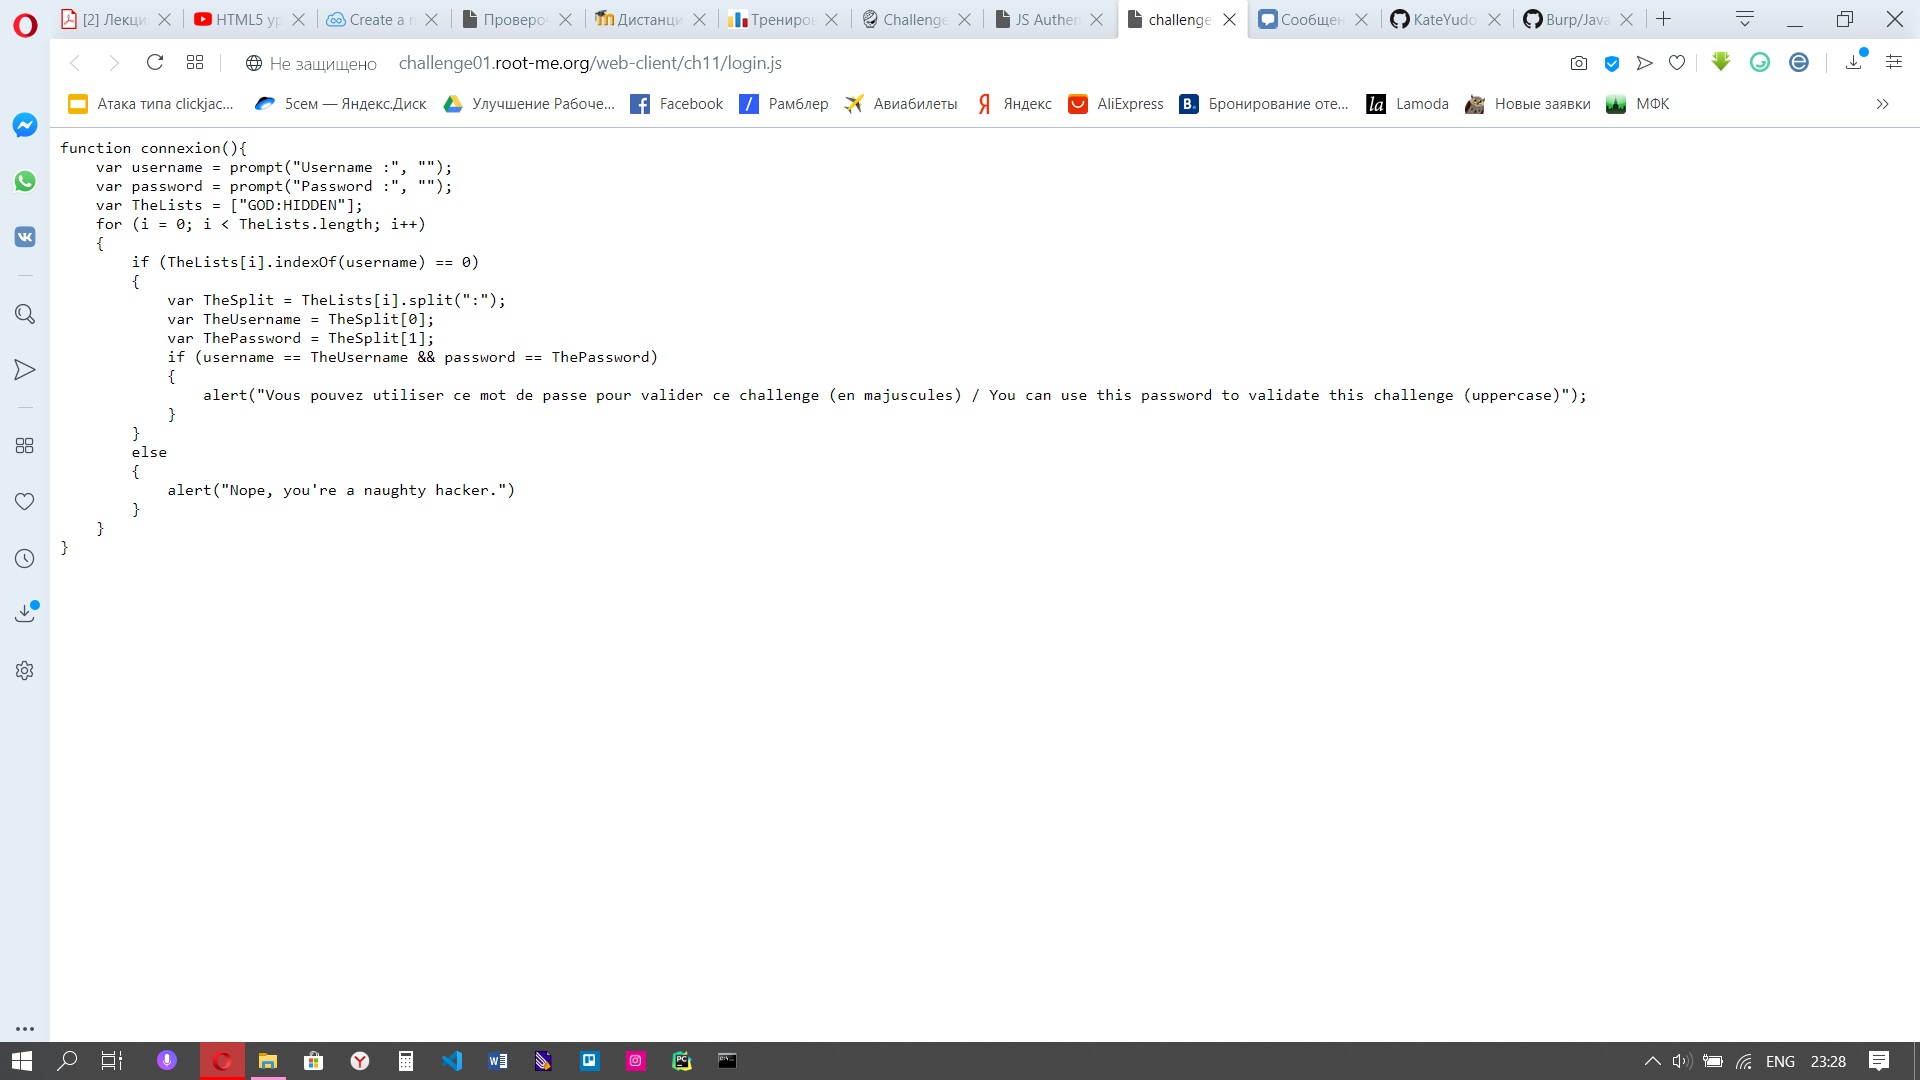 [2] Лекци
HTML5 ур
Create a n
Проверо
Дистанци
Трениров
Challenge
JS Authen
challenge
Сообщен
KateYudo
Burp/Java
Не защищено challenge01.root-me.org/web-client/ch11/login.js
Атака типа clickjac... 5сем — Яндекс.Диск Улучшение Рабоче... Facebook Рамблер Авиабилеты Яндекс AliExpress Бронирование оте... Lamoda Новые заявки МФК
function connexion(){
    var username = prompt("Username :", "");
    var password = prompt("Password :", "");
    var TheLists = ["GOD:HIDDEN"];
    for (i = 0; i < TheLists.length; i++)
    {
        if (TheLists[i].indexOf(username) == 0)
        {
            var TheSplit = TheLists[i].split(":");
            var TheUsername = TheSplit[0];
            var ThePassword = TheSplit[1];
            if (username == TheUsername && password == ThePassword)
            {
                alert("Vous pouvez utiliser ce mot de passe pour valider ce challenge (en majuscules) / You can use this password to validate this challenge (uppercase)");
            }
        }
        else
        {
            alert("Nope, you're a naughty hacker.")
        }
    }
}
ENG 23:28